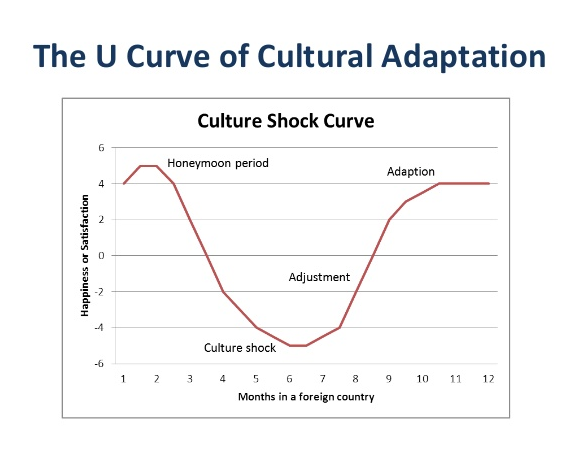 The U Curve of Cultural Adaptation
Culture Shock Curve
Happiness or Satisfaction
6
4
2
0
-2
-4
-6
Honeymoon period
Adaption
Adjustment
Culture shock
1 2 3 4 5 6 7 8 9 10 11 12
Months in a foreign country